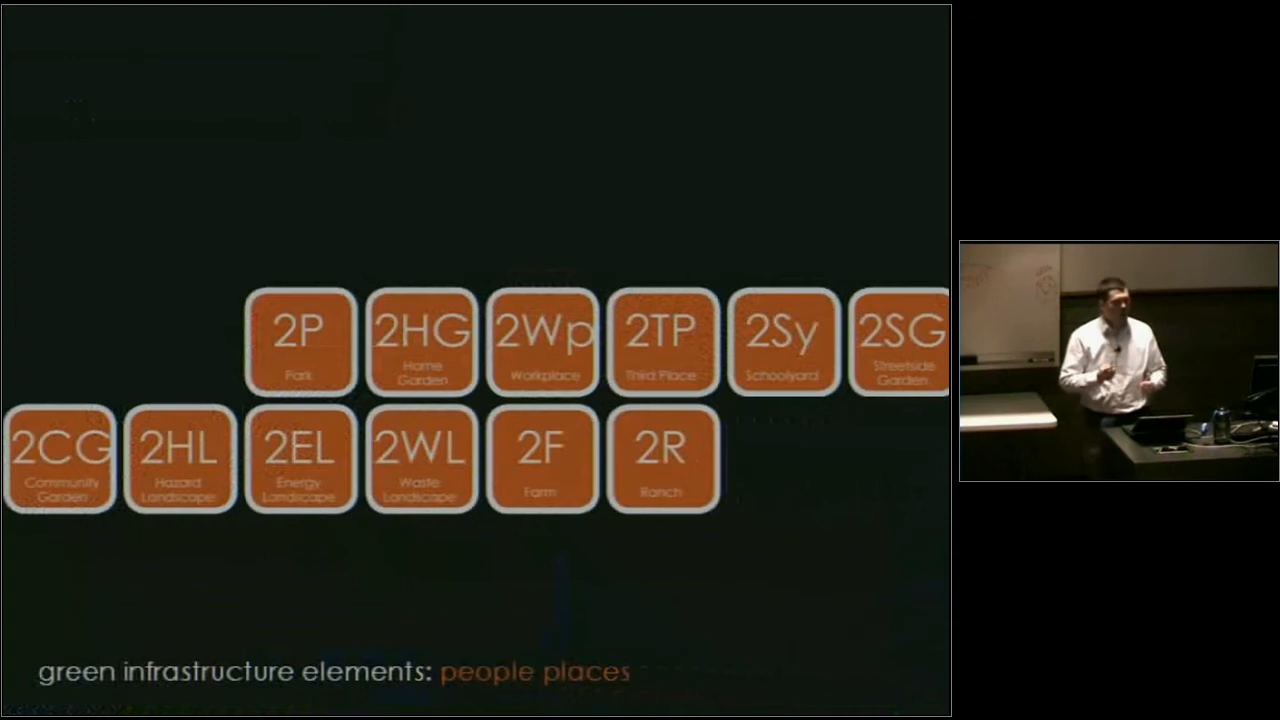 2P
Park
2HG
Home
Garden
2Wp
Workplace
2TP
Third Place
2Sy
Schoolyard
2SG
Streetside
Garden
2CG
Community
Garden
2HL
Hazard
Landscape
2EL
Energy
Landscape
2WL
Waste
Landscape
2F
Farm
2R
Ranch
green infrastructure elements: people places